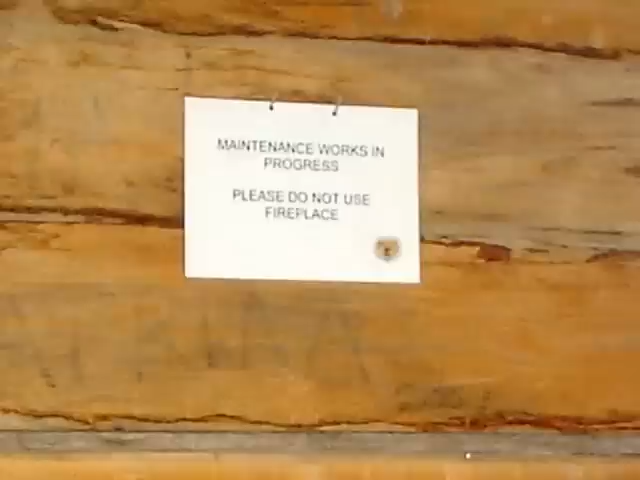 MAINTENANCE WORKS IN
PROGRESS
PLEASE DO NOT USE
FIREPLACE